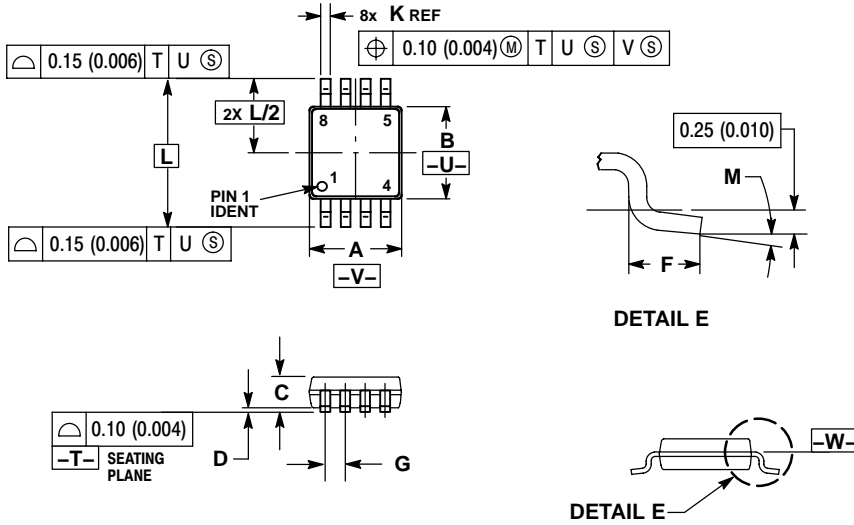 8x K REF
⌖ 0.10 (0.004) Ⓜ T U Ⓢ V Ⓢ
⌓ 0.15 (0.006) T U Ⓢ
2X L/2
8 5
B
–U–
L
0.25 (0.010)
M
1
4
PIN 1
IDENT
⌓ 0.15 (0.006) T U Ⓢ
A
–V–
F
DETAIL E
C
⌓ 0.10 (0.004)
–T– SEATING
PLANE
D
G
–W–
DETAIL E